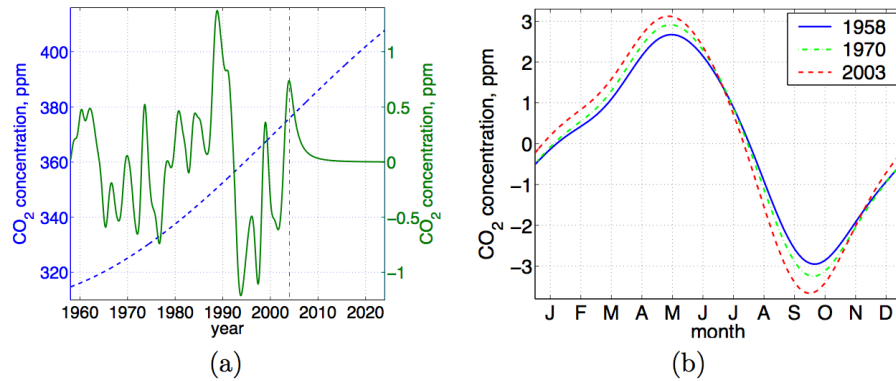 CO2 concentration, ppm
400
380
360
340
320
1
0.5
0
−0.5
−1
CO2 concentration, ppm
1960 1970 1980 1990 2000 2010 2020
year
(a)
CO2 concentration, ppm
3
2
1
0
−1
−2
−3
1958
1970
2003
J F M A M J J A S O N D
month
(b)